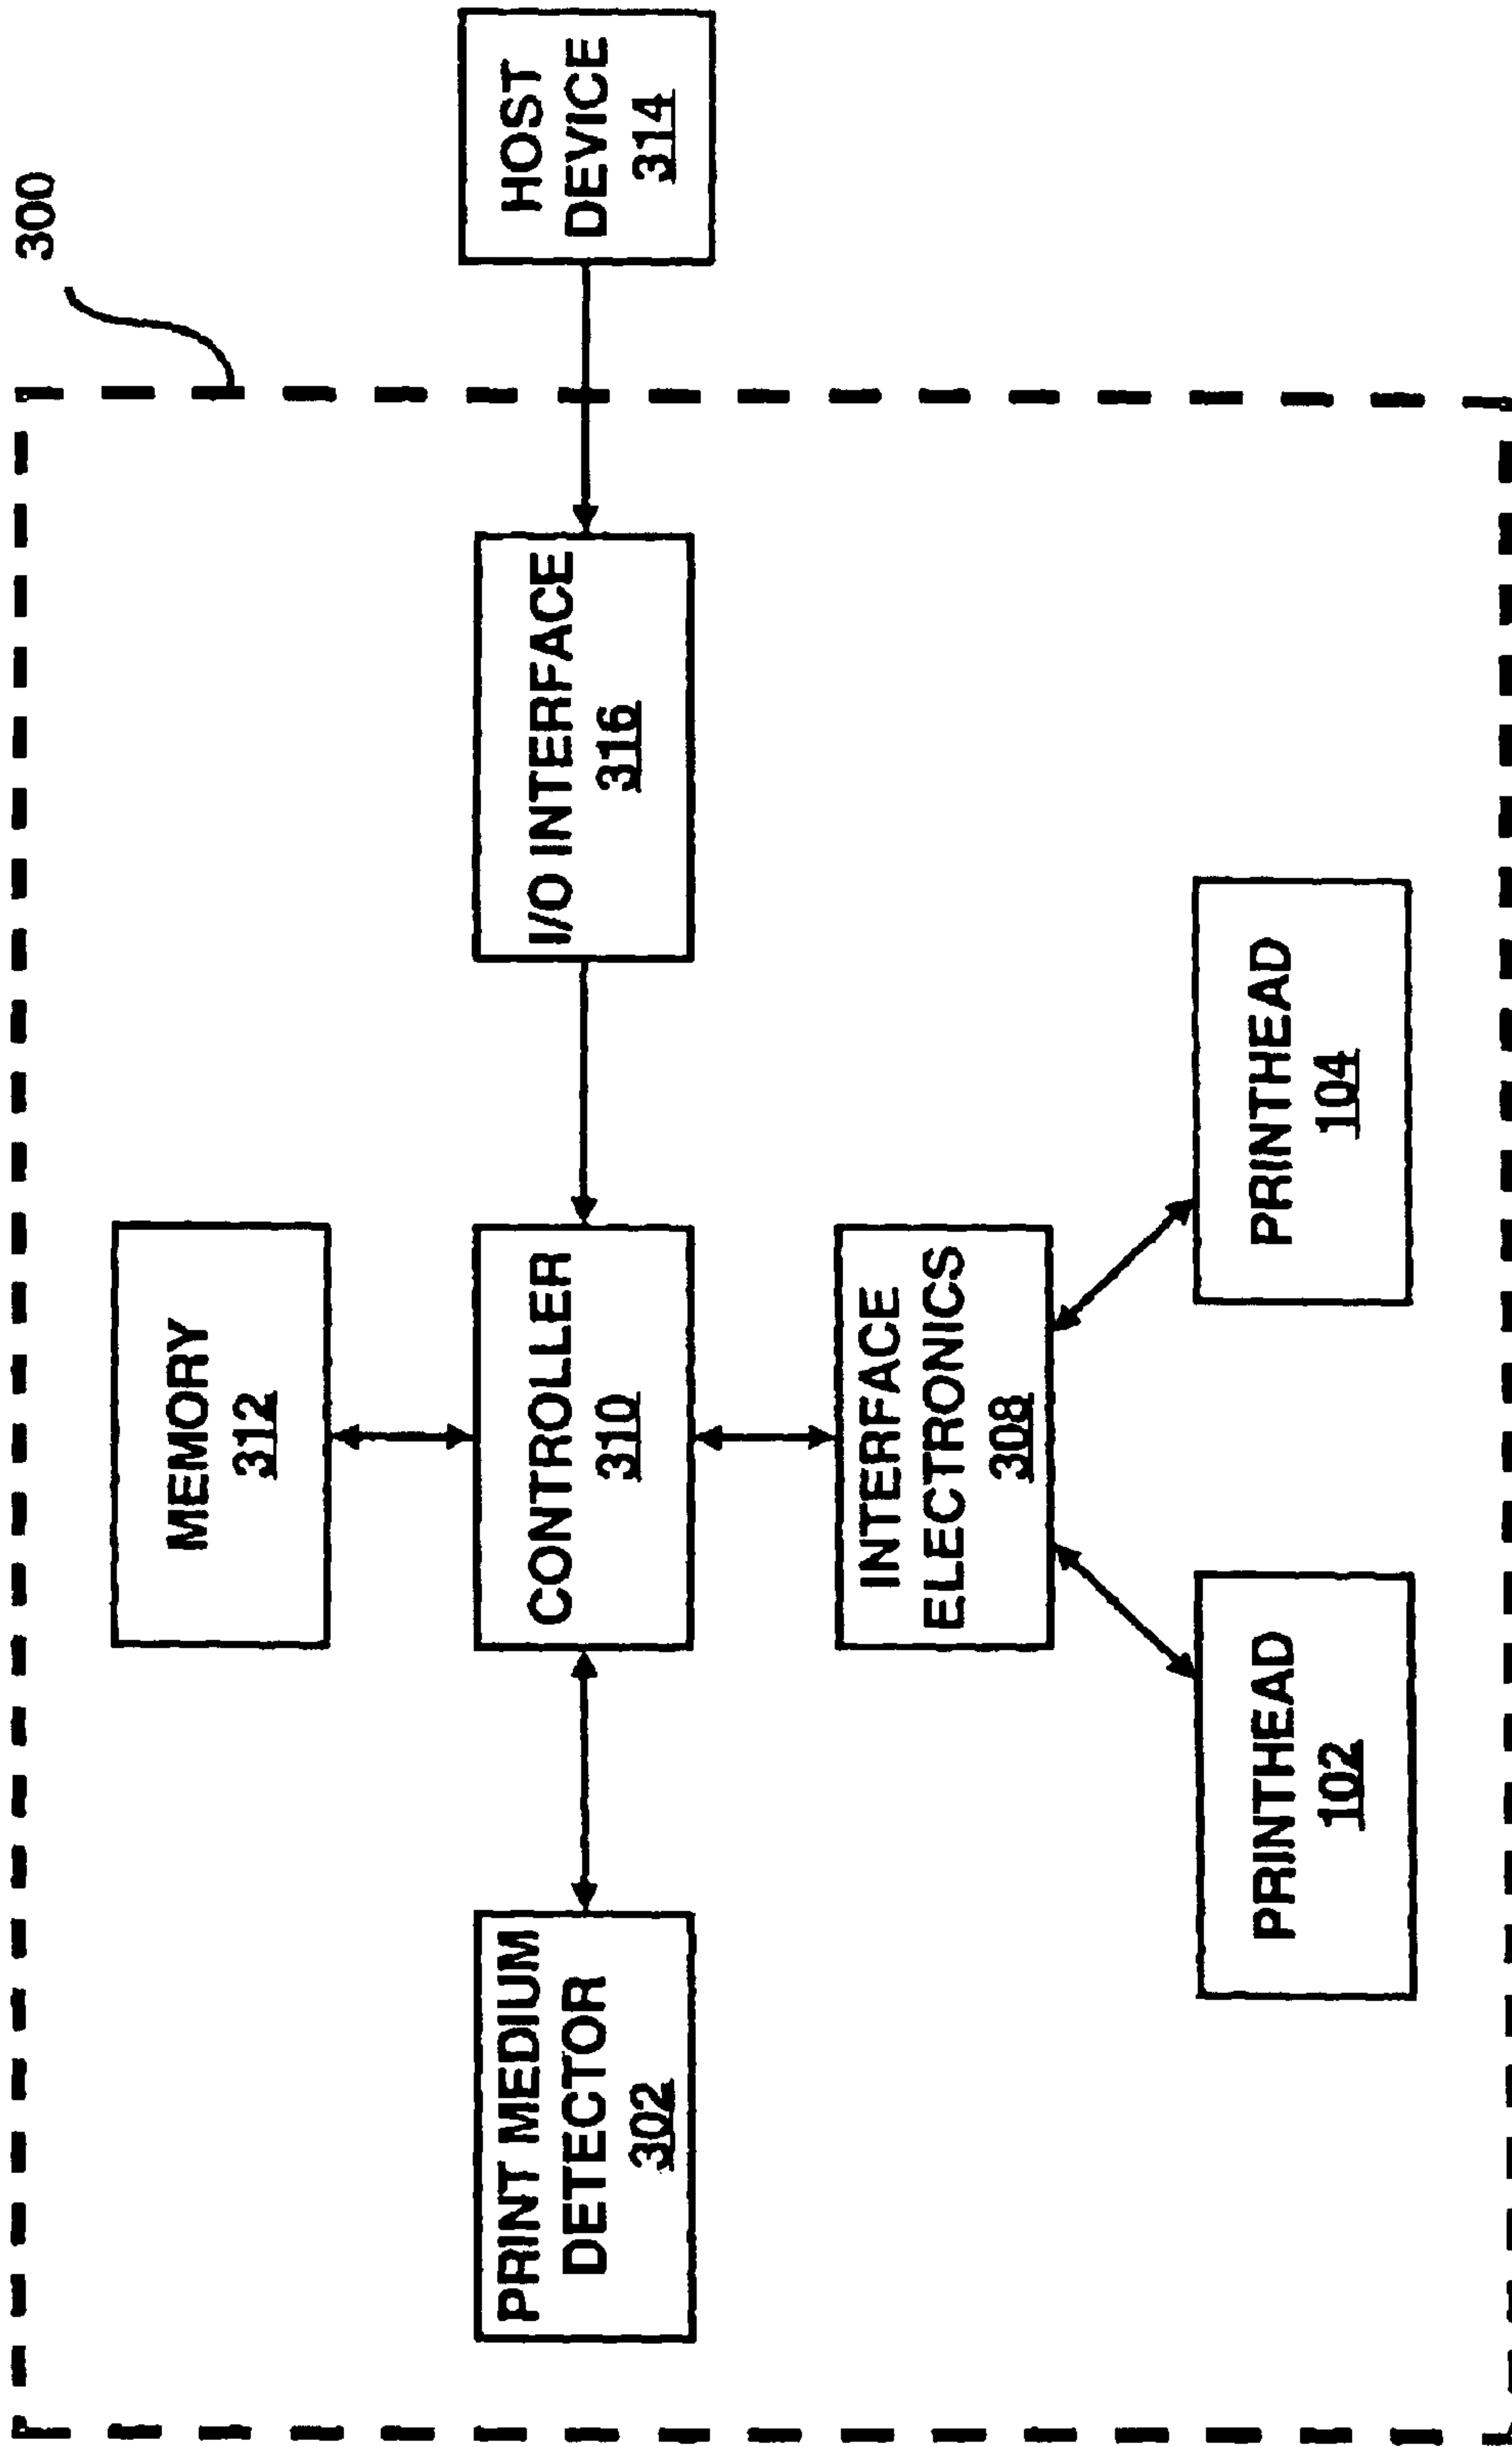 300
MEMORY
312
PRINT MEDIUM
DETECTOR
302
CONTROLLER
310
I/O INTERFACE
316
HOST
DEVICE
314
INTERFACE
ELECTRONICS
308
PRINTHEAD
102
PRINTHEAD
104